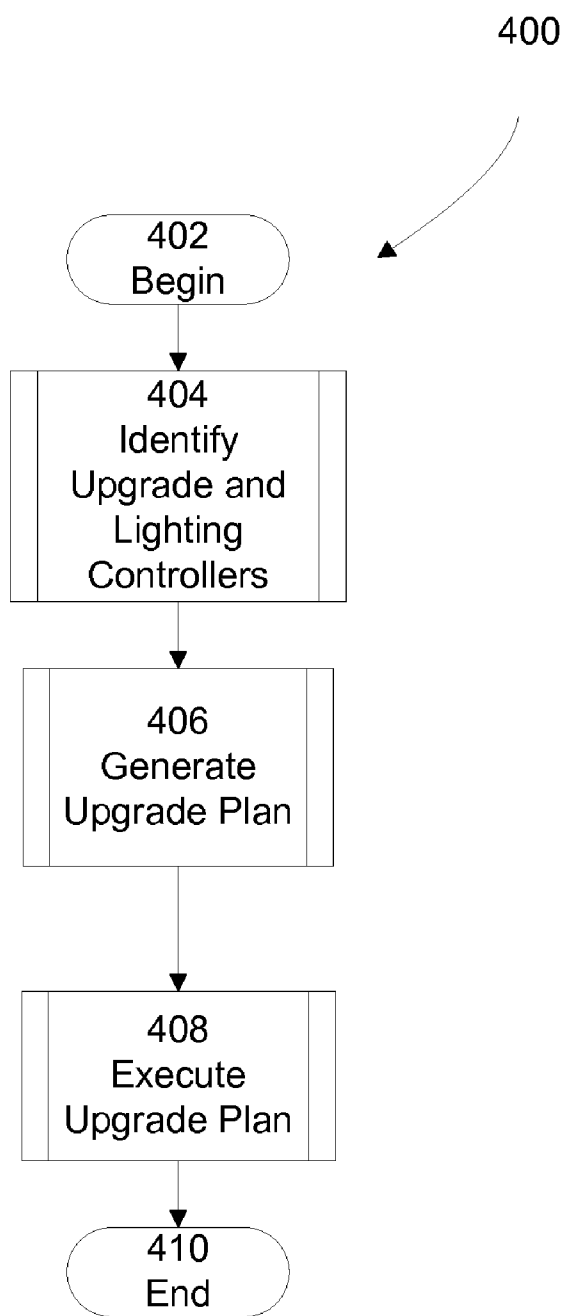 400
402
Begin
404
Identify
Upgrade and
Lighting
Controllers
406
Generate
Upgrade Plan
408
Execute
Upgrade Plan
410
End